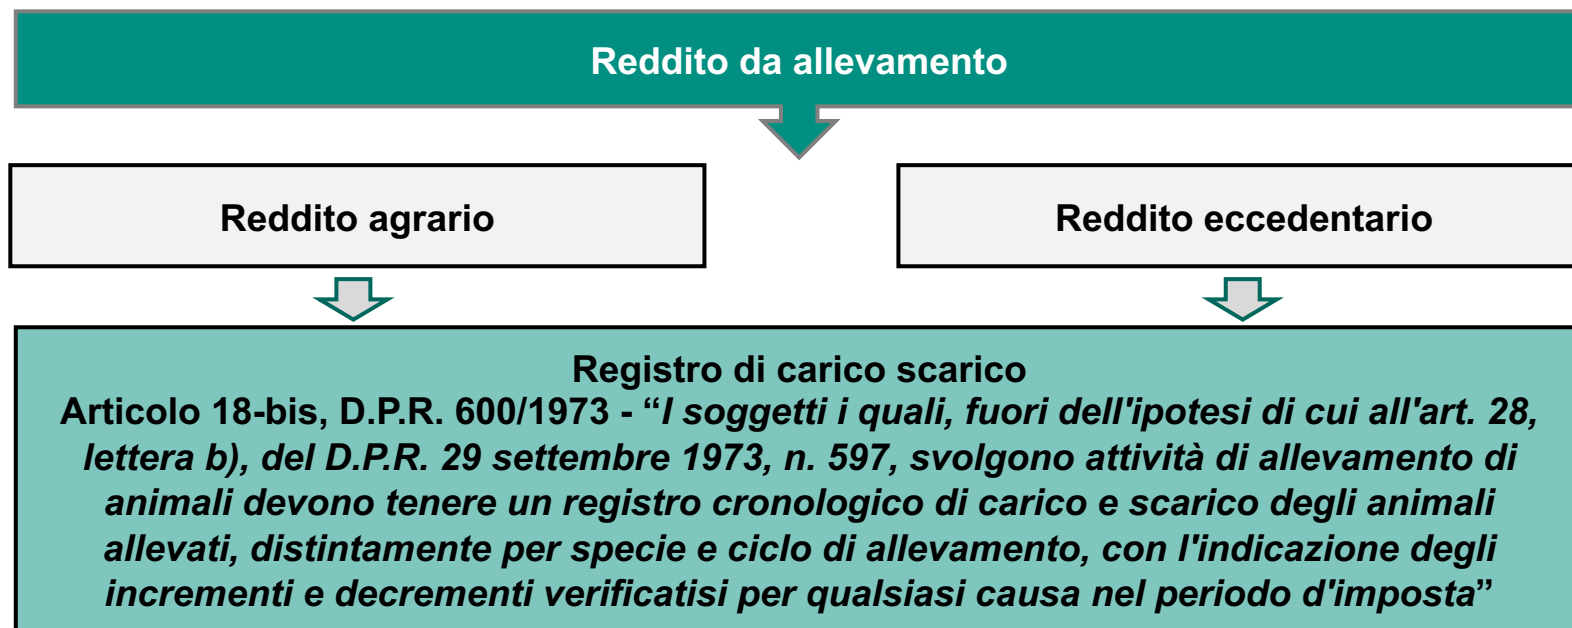 Reddito da allevamento
Reddito agrario
Reddito eccedentario
Registro di carico scarico
Articolo 18-bis, D.P.R. 600/1973 - “I soggetti i quali, fuori dell'ipotesi di cui all'art. 28,
lettera b), del D.P.R. 29 settembre 1973, n. 597, svolgono attività di allevamento di
animali devono tenere un registro cronologico di carico e scarico degli animali
allevati, distintamente per specie e ciclo di allevamento, con l'indicazione degli
incrementi e decrementi verificatisi per qualsiasi causa nel periodo d'imposta”